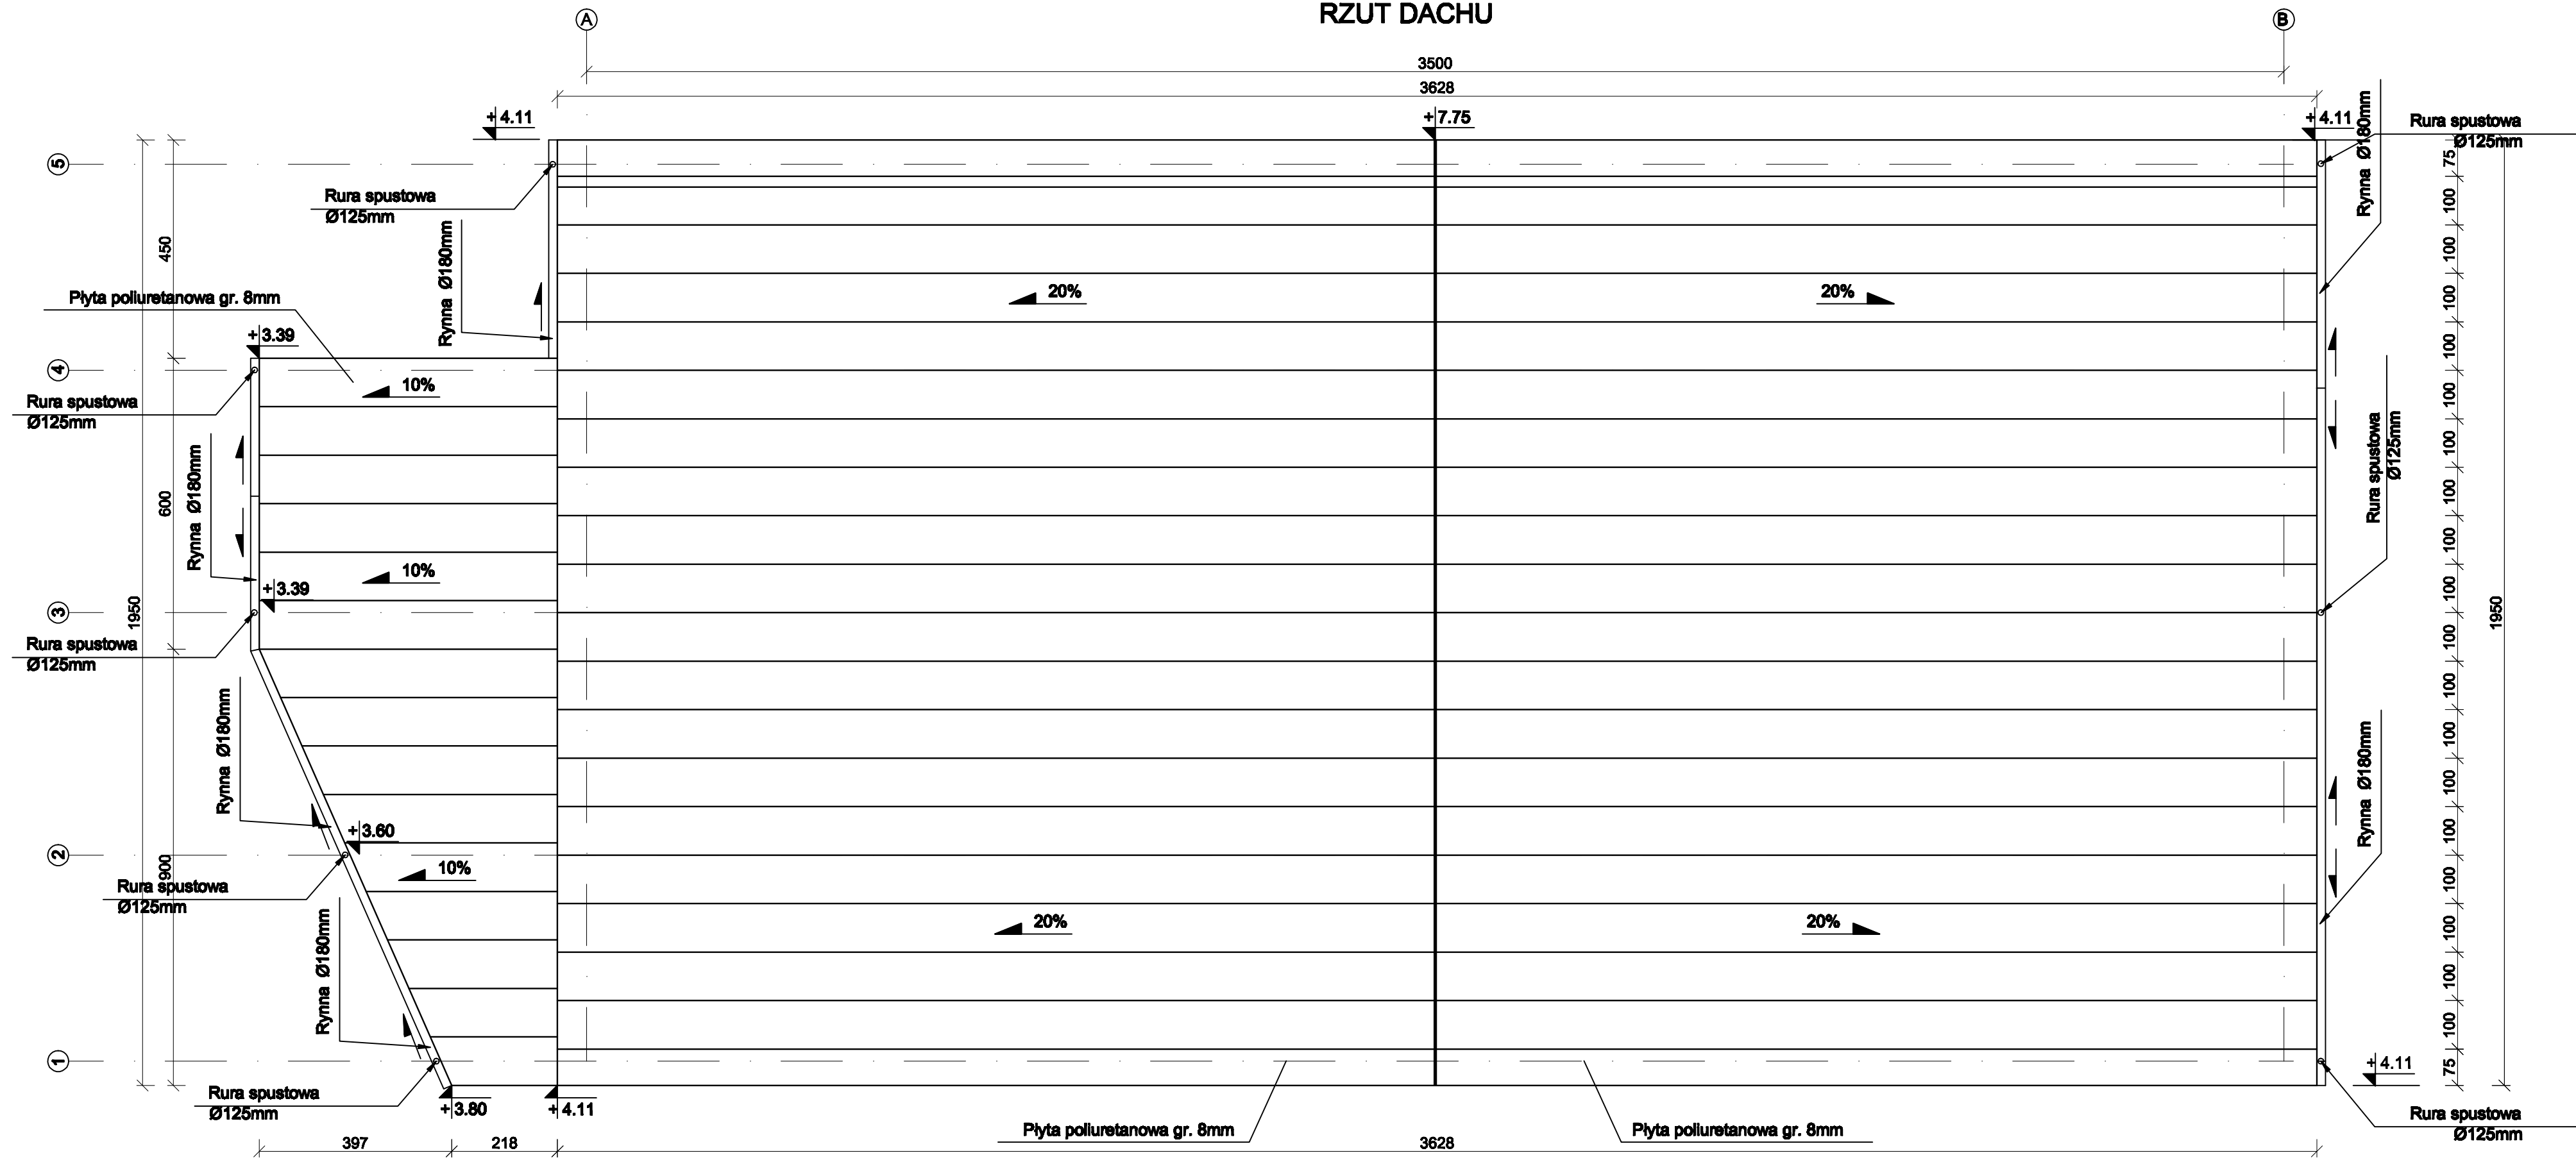 RZUT DACHU
A
B
3500
3628
+ 4.11
+ 7.75
+ 4.11
Rynna Ø180mm
Rura spustowa
Ø125mm
5
Rura spustowa
Ø125mm
75
100
450
Rynna Ø180mm
100
Płyta poliuretanowa gr. 8mm
20%
20%
100
+ 3.39
100
4
10%
100
Rura spustowa
Ø125mm
100
Rynna Ø180mm
600
Rura spustowa
Ø125mm
100
100
10%
+ 3.39
100
3
1950
1950
Rura spustowa
Ø125mm
100
100
Rynna Ø180mm
100
Rynna Ø180mm
100
+ 3.60
100
2
900
10%
100
Rura spustowa
Ø125mm
20%
20%
100
Rynna Ø180mm
100
100
1
75
+ 4.11
Rura spustowa
Ø125mm
+ 3.80
+ 4.11
Płyta poliuretanowa gr. 8mm
Płyta poliuretanowa gr. 8mm
Rura spustowa
Ø125mm
397
218
3628